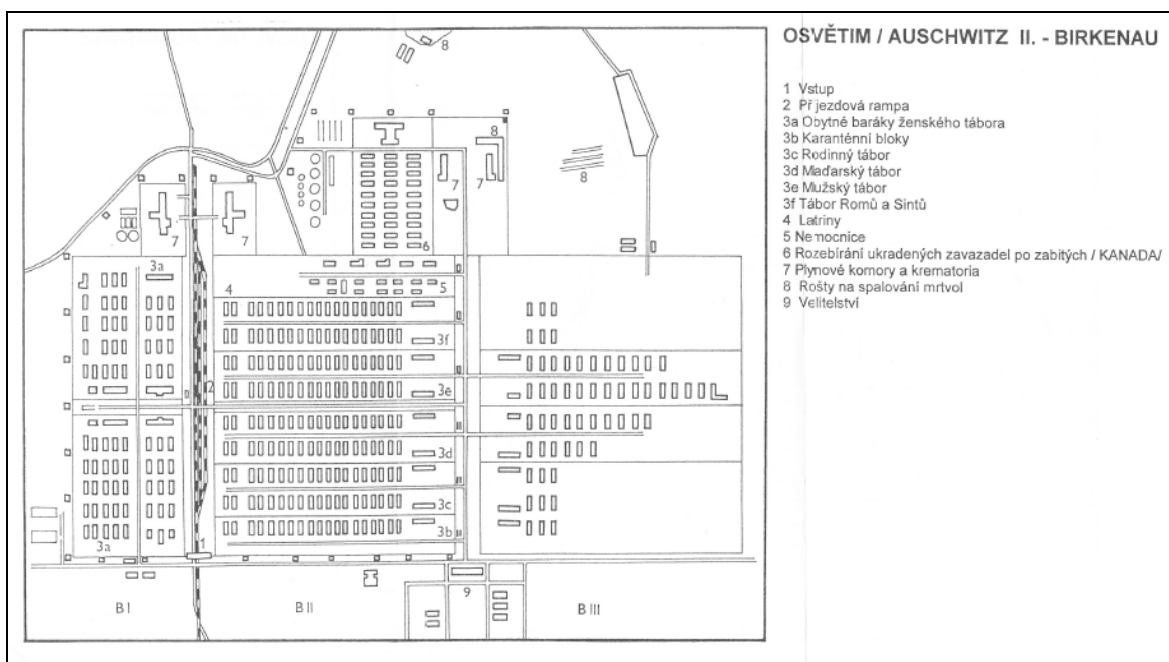 OSVĚTIM / AUSCHWITZ II. - BIRKENAU
1 Vstup
2 Př jezdová rampa
3a Obytné baráky ženského tábora
3b Karanténní bloky
3c Rodinný tábor
3d Maďarský tábor
3e Mužský tábor
3f Tábor Romů a Sintů
4 Latriny
5 Nemocnice
6 Rozebírání ukradených zavazadel po zabitých / KANADA/
7 Plynové komory a krematoria
8 Rošty na spalování mrtvol
9 Velitelství
8
8
7
7
8
7
7
6
3a
4
5
3f
2
3e
3d
3c
3b
3a
1
9
B I
B II
B III